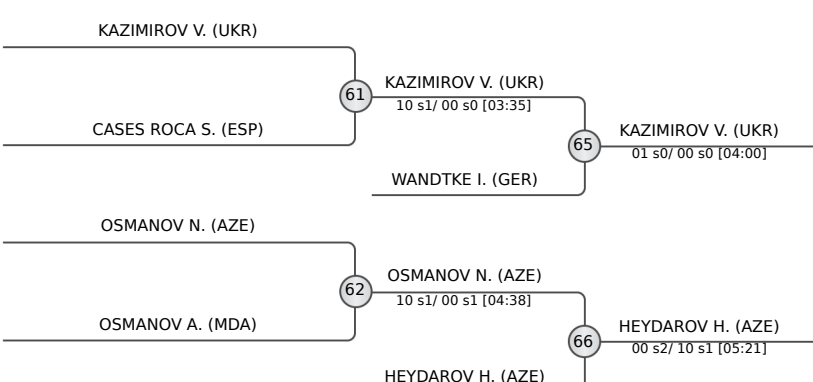 KAZIMIROV V. (UKR)
61
KAZIMIROV V. (UKR)
10 s1/ 00 s0 [03:35]
CASES ROCA S. (ESP)
65
KAZIMIROV V. (UKR)
01 s0/ 00 s0 [04:00]
WANDTKE I. (GER)
OSMANOV N. (AZE)
62
OSMANOV N. (AZE)
10 s1/ 00 s1 [04:38]
OSMANOV A. (MDA)
66
HEYDAROV H. (AZE)
00 s2/ 10 s1 [05:21]
HEYDAROV H. (AZE)